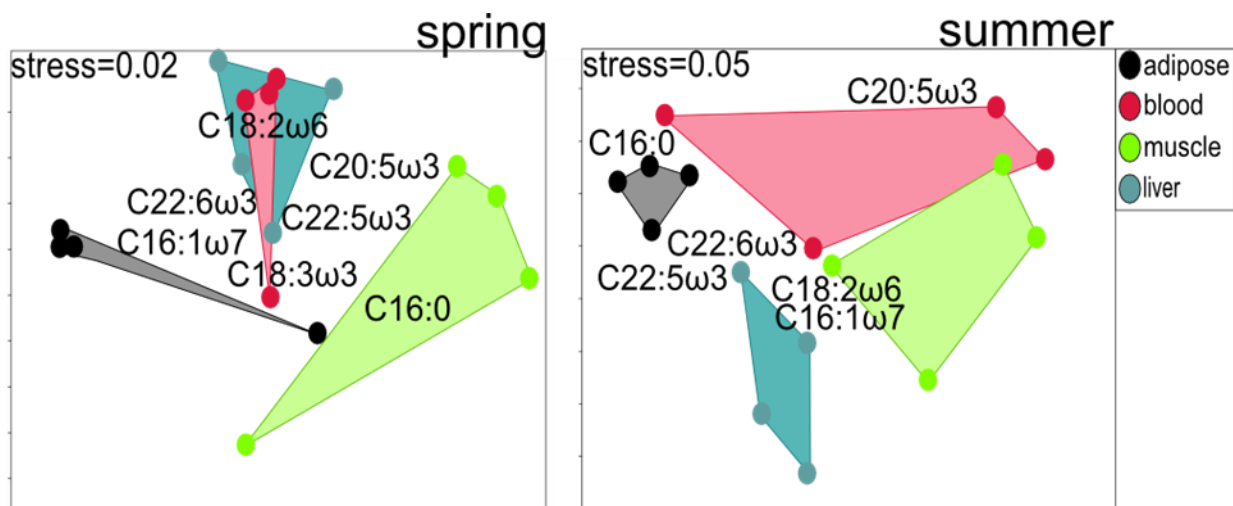 spring
stress=0.02
C18:2ω6
C20:5ω3
C22:6ω3
C22:5ω3
C16:1ω7
C18:3ω3
C16:0
summer
stress=0.05
C20:5ω3
C16:0
C22:6ω3
C22:5ω3
C18:2ω6
C16:1ω7
adipose
blood
muscle
liver